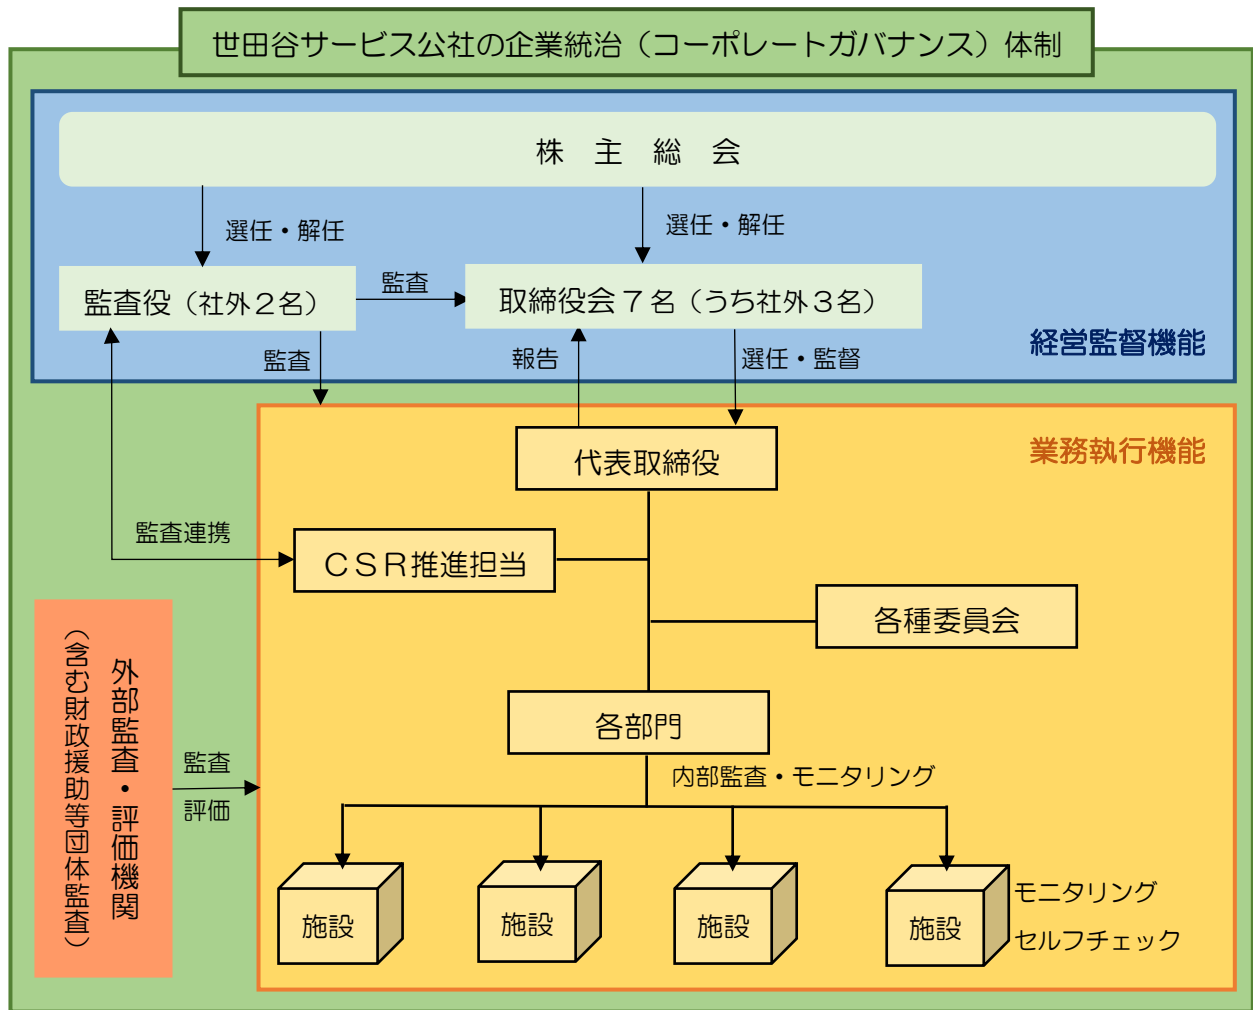 世田谷サービス公社の企業統治（コーポレートガバナンス）体制
株　主　総　会
選任・解任
選任・解任
監査役（社外２名）
監査
取締役会７名（うち社外３名）
経営監督機能
監査
報告
選任・監督
代表取締役
業務執行機能
監査連携
ＣＳＲ推進担当
各種委員会
外部監査・評価機関
（含む財政援助等団体監査）
監査
評価
各部門
内部監査・モニタリング
施設
施設
施設
施設
モニタリング
セルフチェック